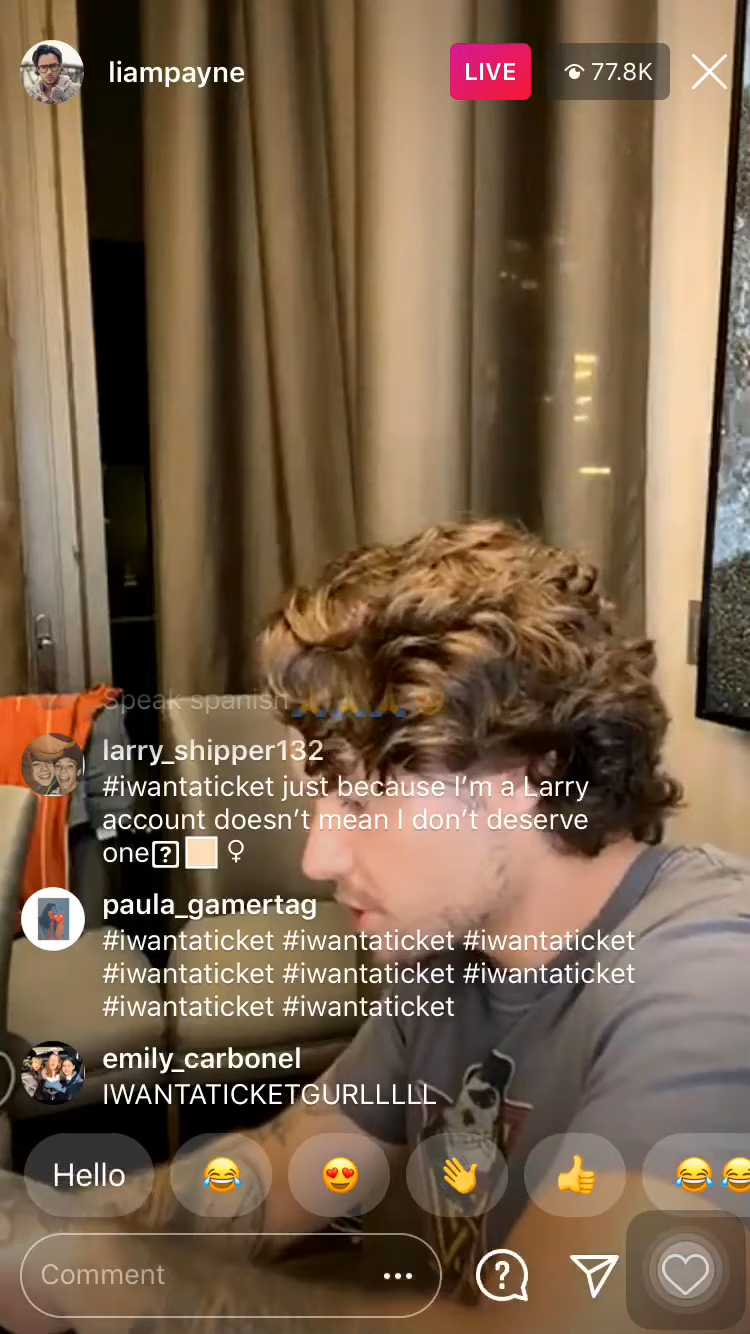 liampayne
LIVE
77.8K
Speak spanish🙏🙏🙏😍
larry_shipper132
#iwantaticket just because I'm a Larry
account doesn't mean I don't deserve
one ♀
paula_gamertag
#iwantaticket #iwantaticket #iwantaticket
#iwantaticket #iwantaticket #iwantaticket
#iwantaticket #iwantaticket
emily_carbonel
IWANTATICKETGURLLLLL
Hello 😂 😍 👋 👍 😂 😂
Comment ...